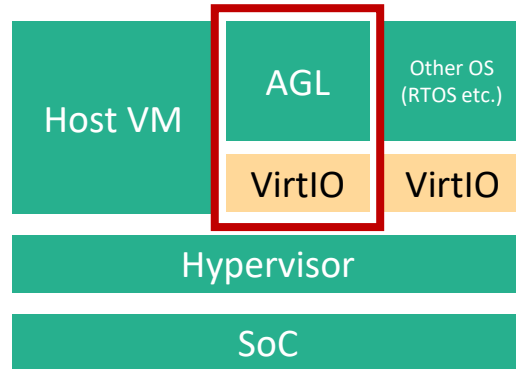 Host VM
AGL
Other OS
(RTOS etc.)
VirtIO
VirtIO
Hypervisor
SoC